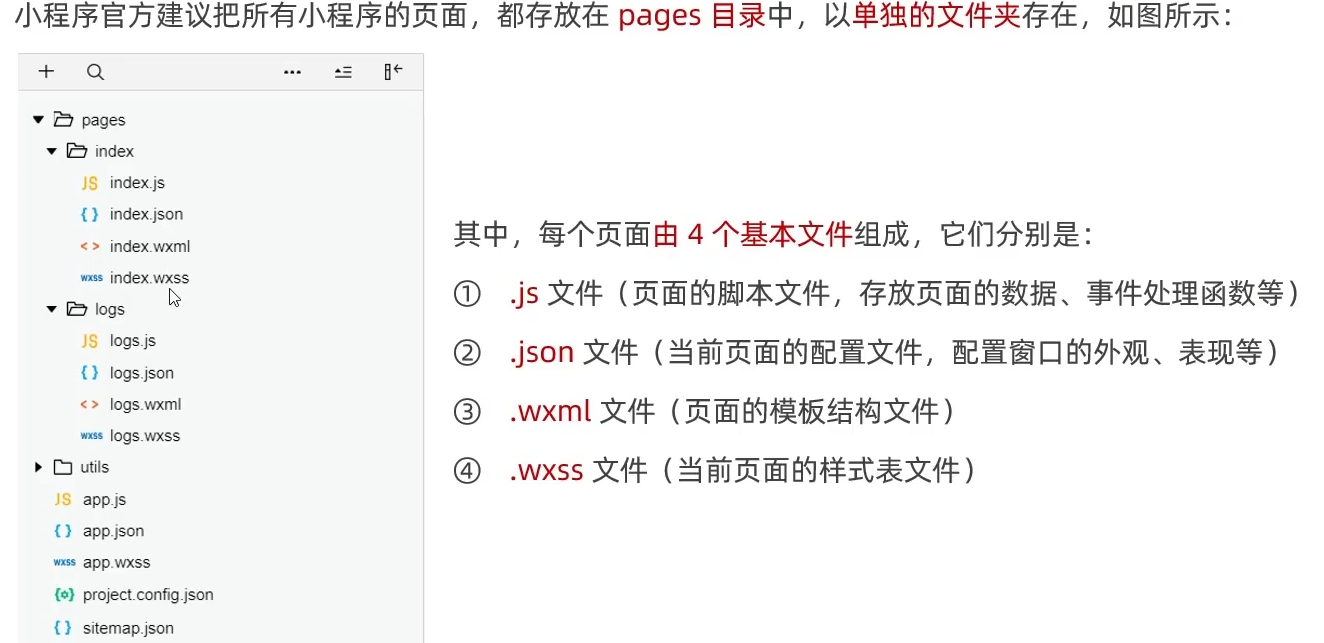 小程序官方建议把所有小程序的页面，都存放在 pages 目录中，以单独的文件夹存在，如图所示：
pages
index
JS index.js
{ } index.json
< > index.wxml
wxss index.wxss
logs
JS logs.js
{ } logs.json
< > logs.wxml
wxss logs.wxss
utils
JS app.js
{ } app.json
wxss app.wxss
project.config.json
{ } sitemap.json
其中，每个页面由 4 个基本文件组成，它们分别是：
① .js 文件（页面的脚本文件，存放页面的数据、事件处理函数等）
② .json 文件（当前页面的配置文件，配置窗口的外观、表现等）
③ .wxml 文件（页面的模板结构文件）
④ .wxss 文件（当前页面的样式表文件）